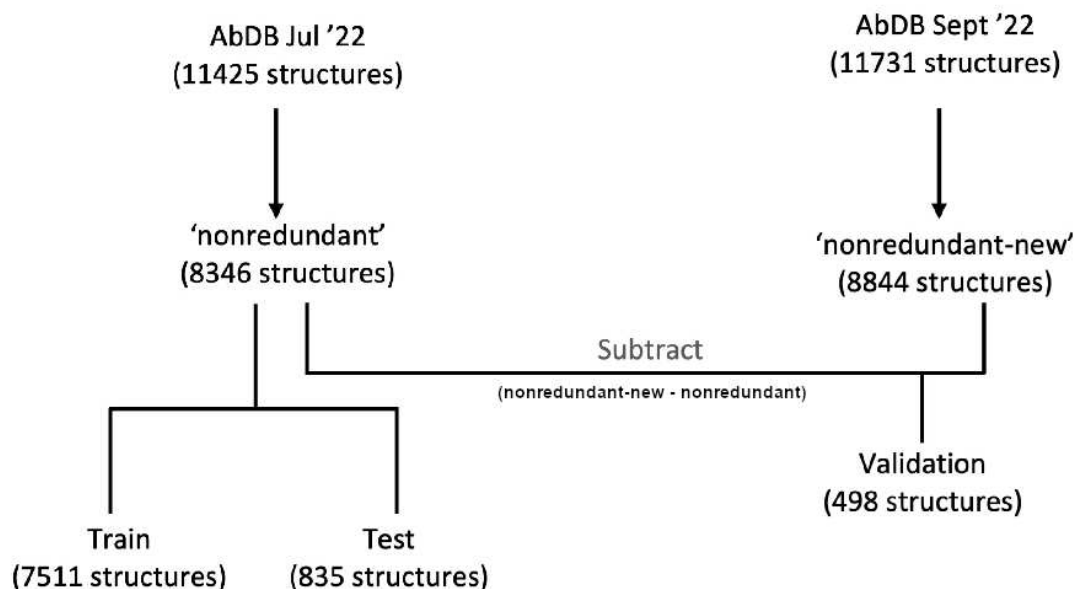 AbDB Jul ’22
(11425 structures)
AbDB Sept ’22
(11731 structures)
‘nonredundant’
(8346 structures)
‘nonredundant-new’
(8844 structures)
Subtract
(nonredundant-new - nonredundant)
Validation
(498 structures)
Train
(7511 structures)
Test
(835 structures)